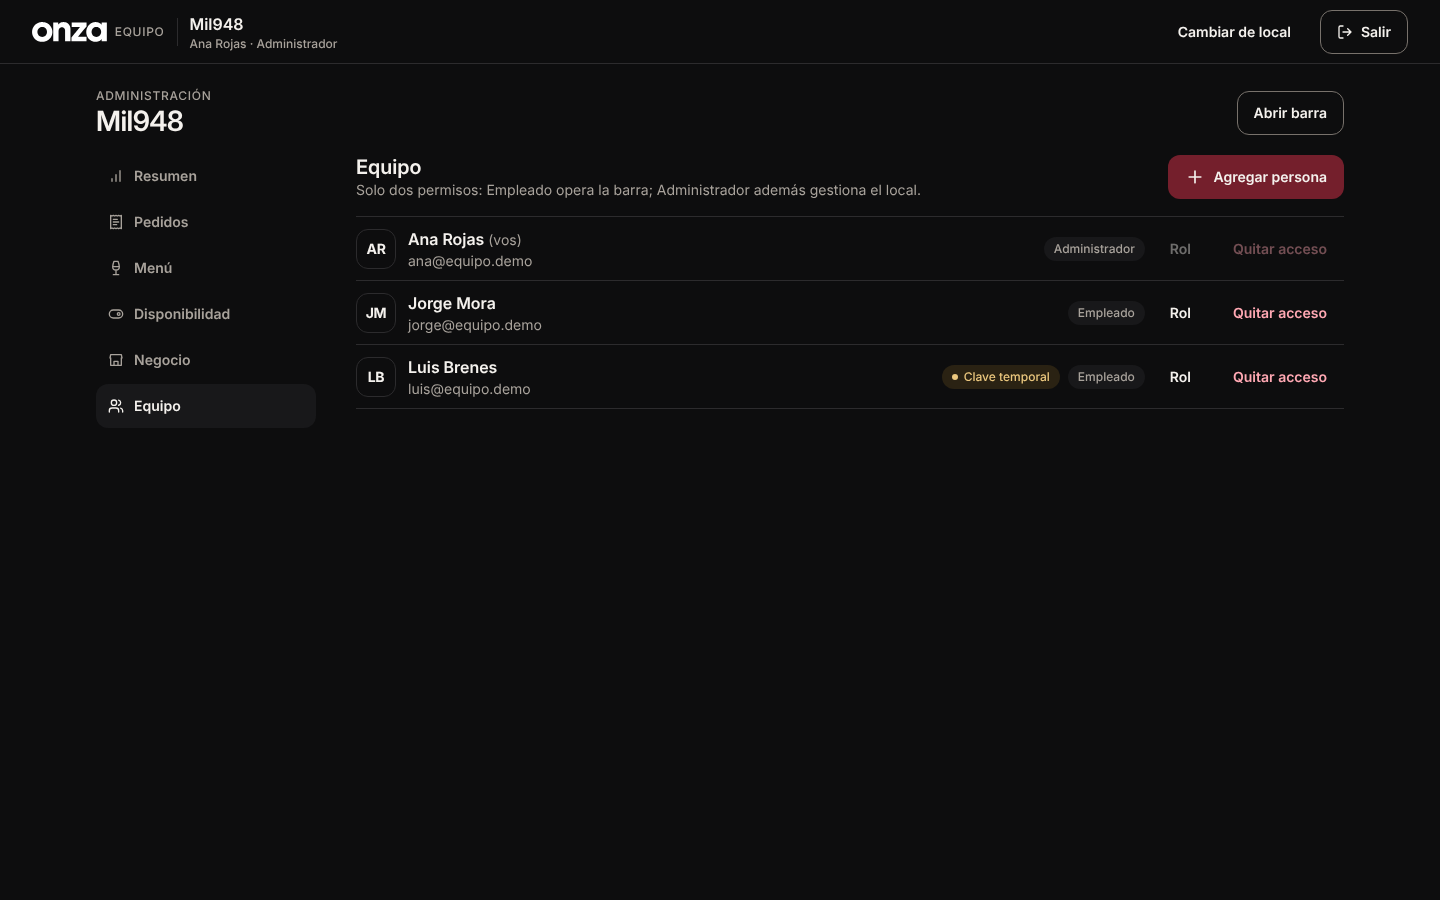 onza EQUIPO
Mil948
Ana Rojas · Administrador
Cambiar de local
Salir
ADMINISTRACIÓN
Mil948
Abrir barra
Resumen
Pedidos
Menú
Disponibilidad
Negocio
Equipo
Equipo
Solo dos permisos: Empleado opera la barra; Administrador además gestiona el local.
Agregar persona
AR
Ana Rojas (vos)
ana@equipo.demo
Administrador
Rol
Quitar acceso
JM
Jorge Mora
jorge@equipo.demo
Empleado
Rol
Quitar acceso
LB
Luis Brenes
luis@equipo.demo
Clave temporal
Empleado
Rol
Quitar acceso